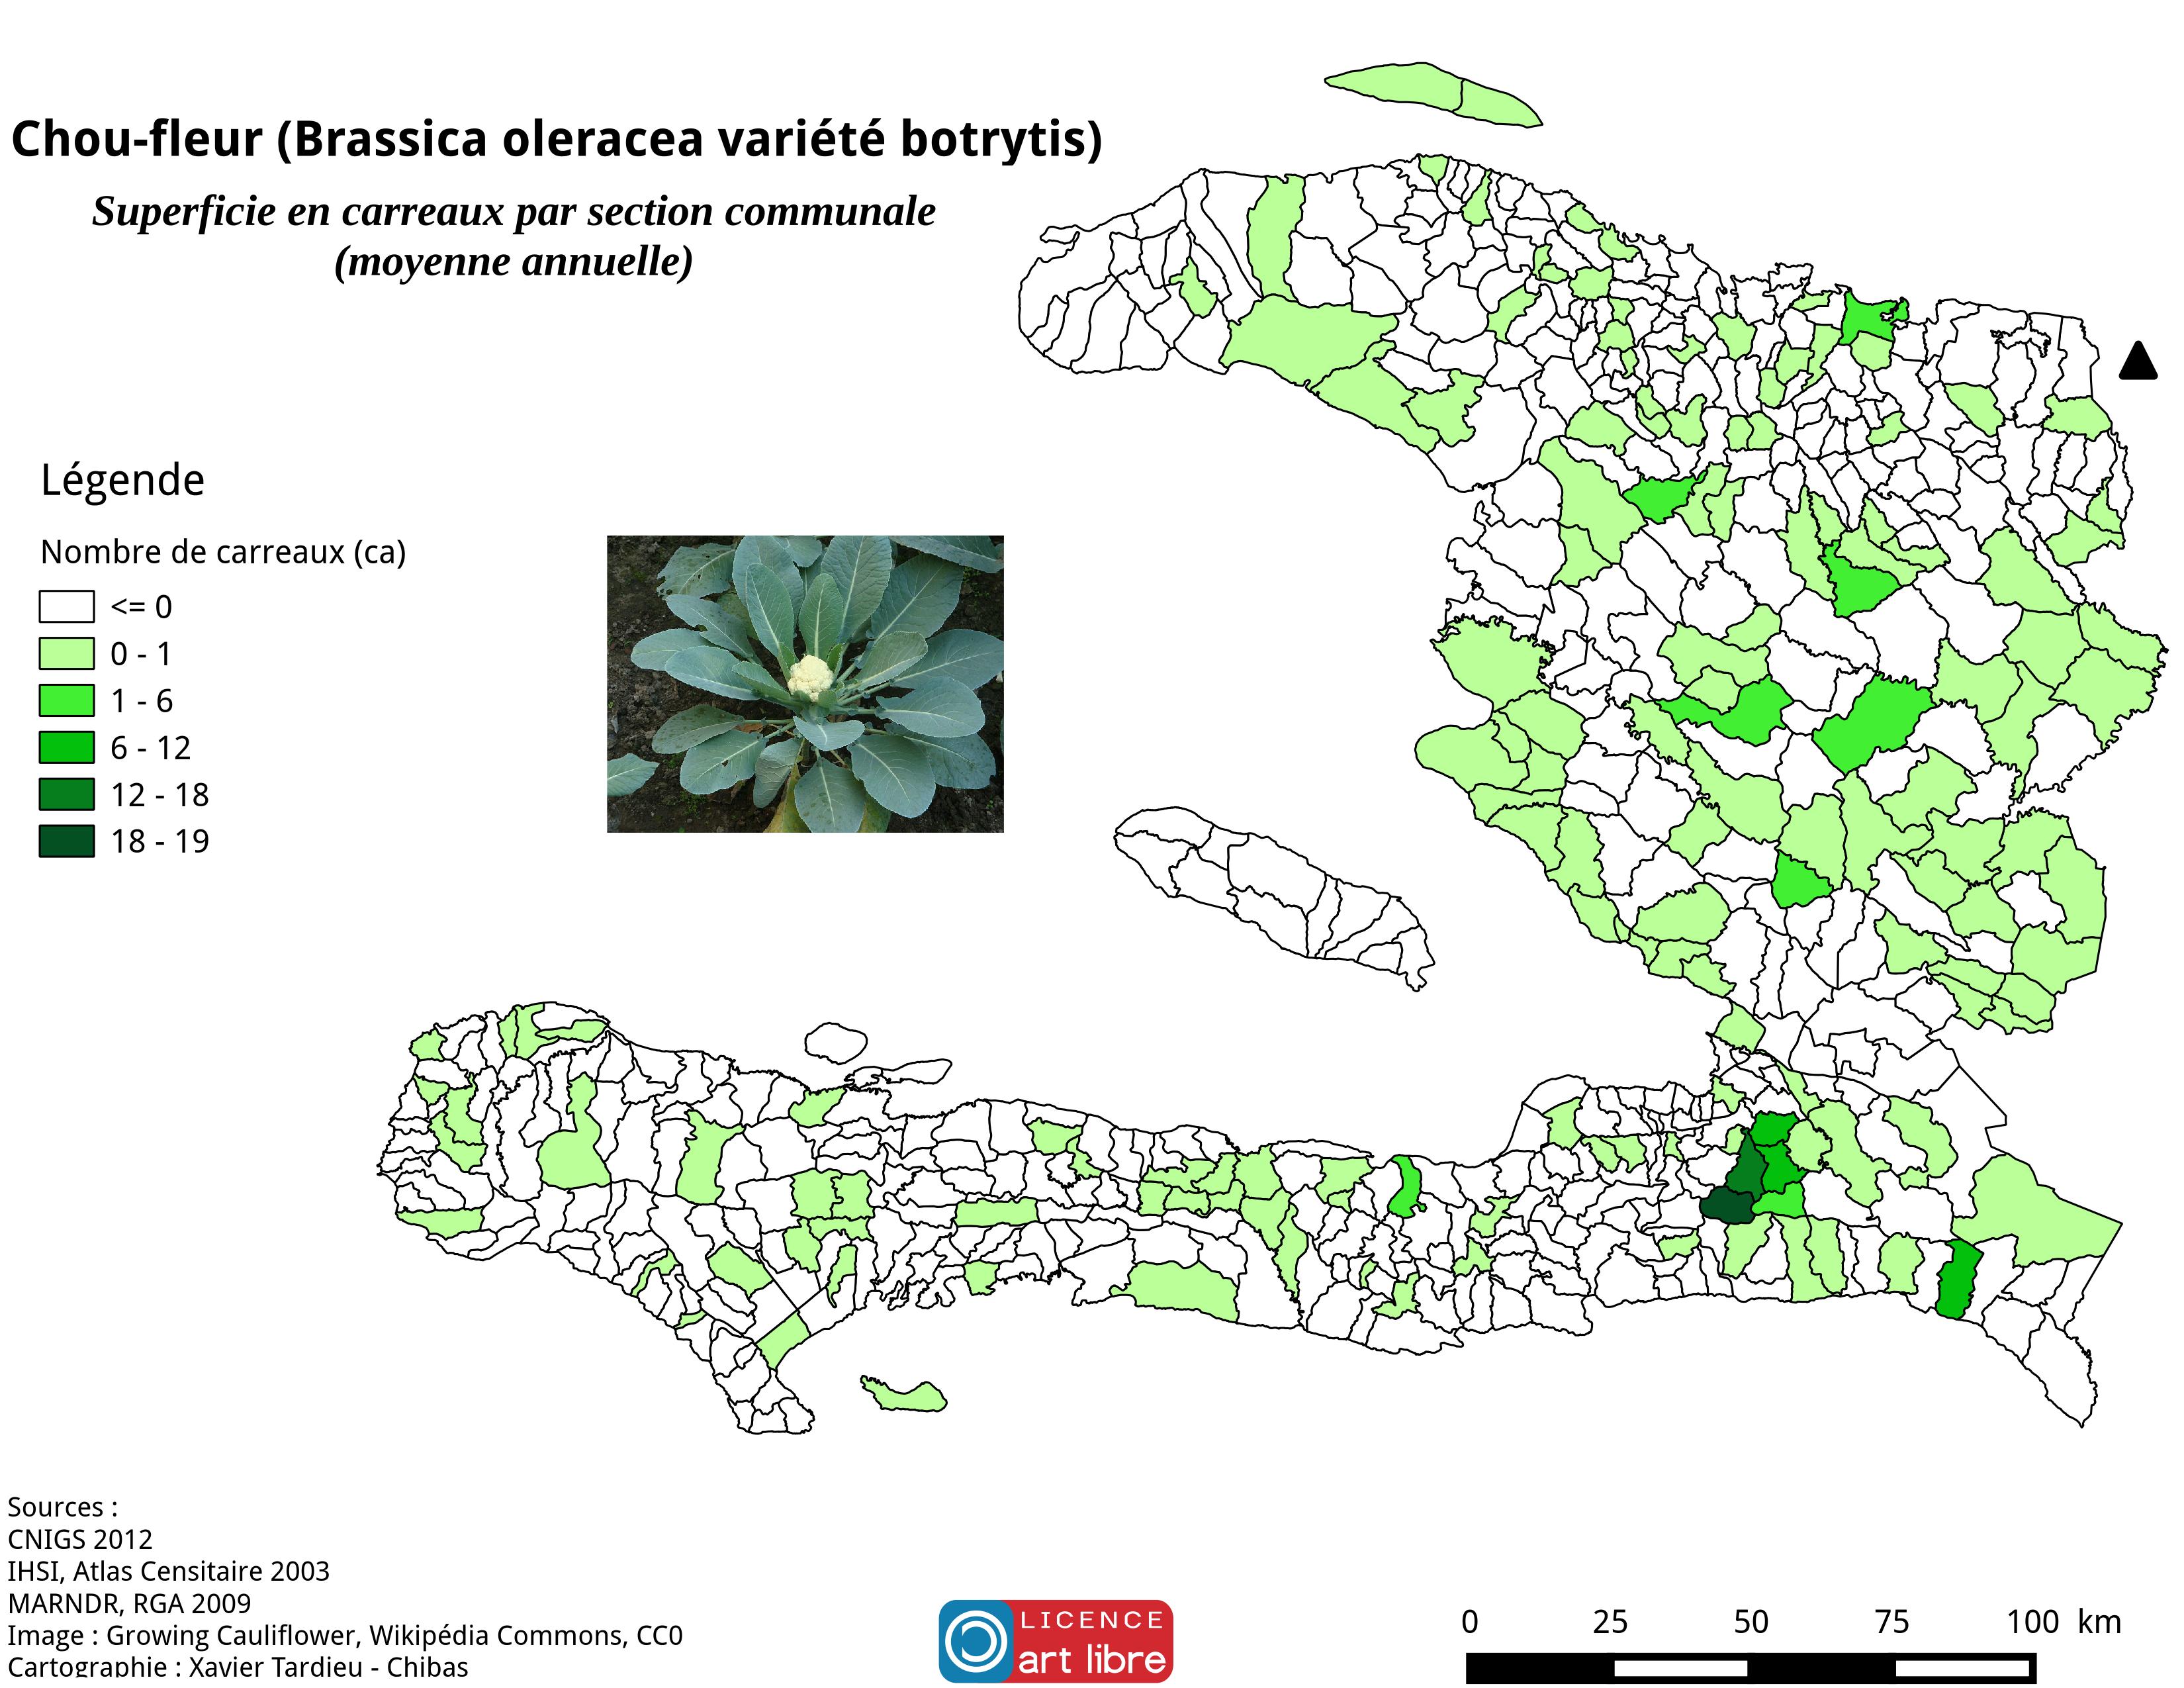 Chou-fleur (Brassica oleracea variété botrytis)
Superficie en carreaux par section communale
(moyenne annuelle)
Légende
Nombre de carreaux (ca)
<= 0
0 - 1
1 - 6
6 - 12
12 - 18
18 - 19
Sources :
CNIGS 2012
IHSI, Atlas Censitaire 2003
MARNDR, RGA 2009
Image : Growing Cauliflower, Wikipédia Commons, CC0
Cartographie : Xavier Tardieu - Chibas
LICENCE
art libre
0 25 50 75 100 km